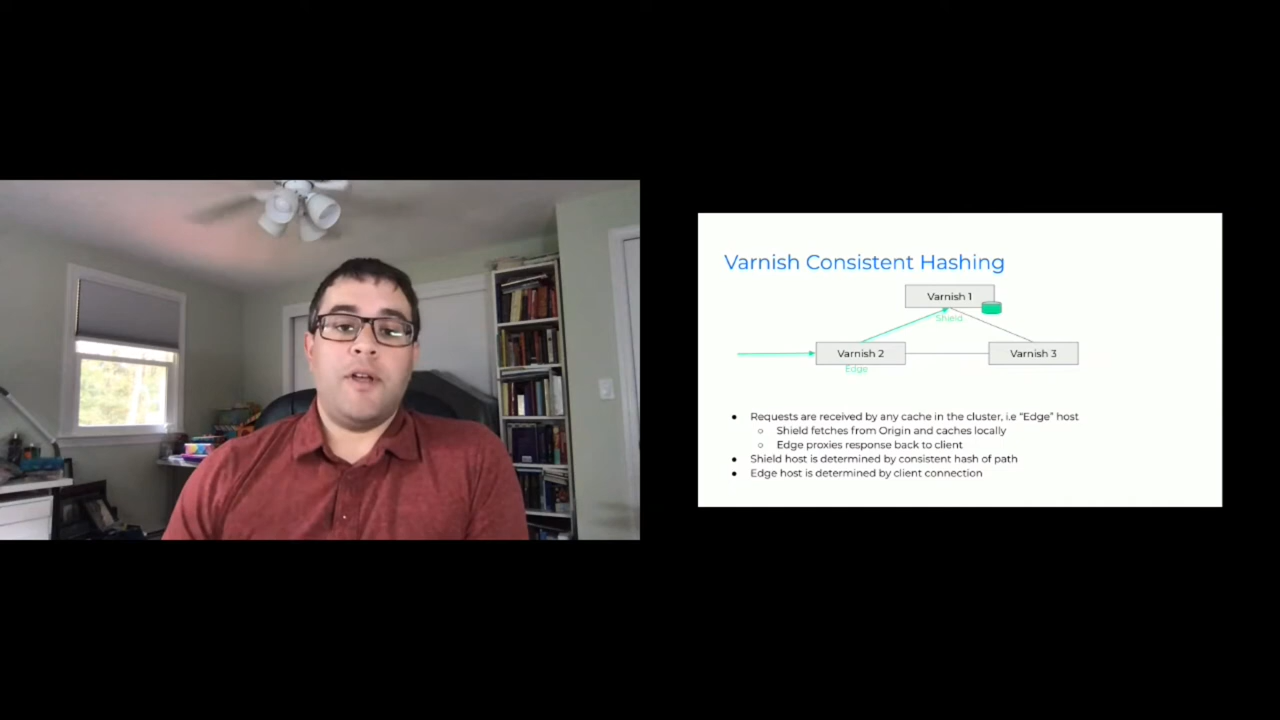 Varnish Consistent Hashing
Varnish 1
Shield
Varnish 2
Varnish 3
Edge
● Requests are received by any cache in the cluster, i.e “Edge” host
○ Shield fetches from Origin and caches locally
○ Edge proxies response back to client
● Shield host is determined by consistent hash of path
● Edge host is determined by client connection